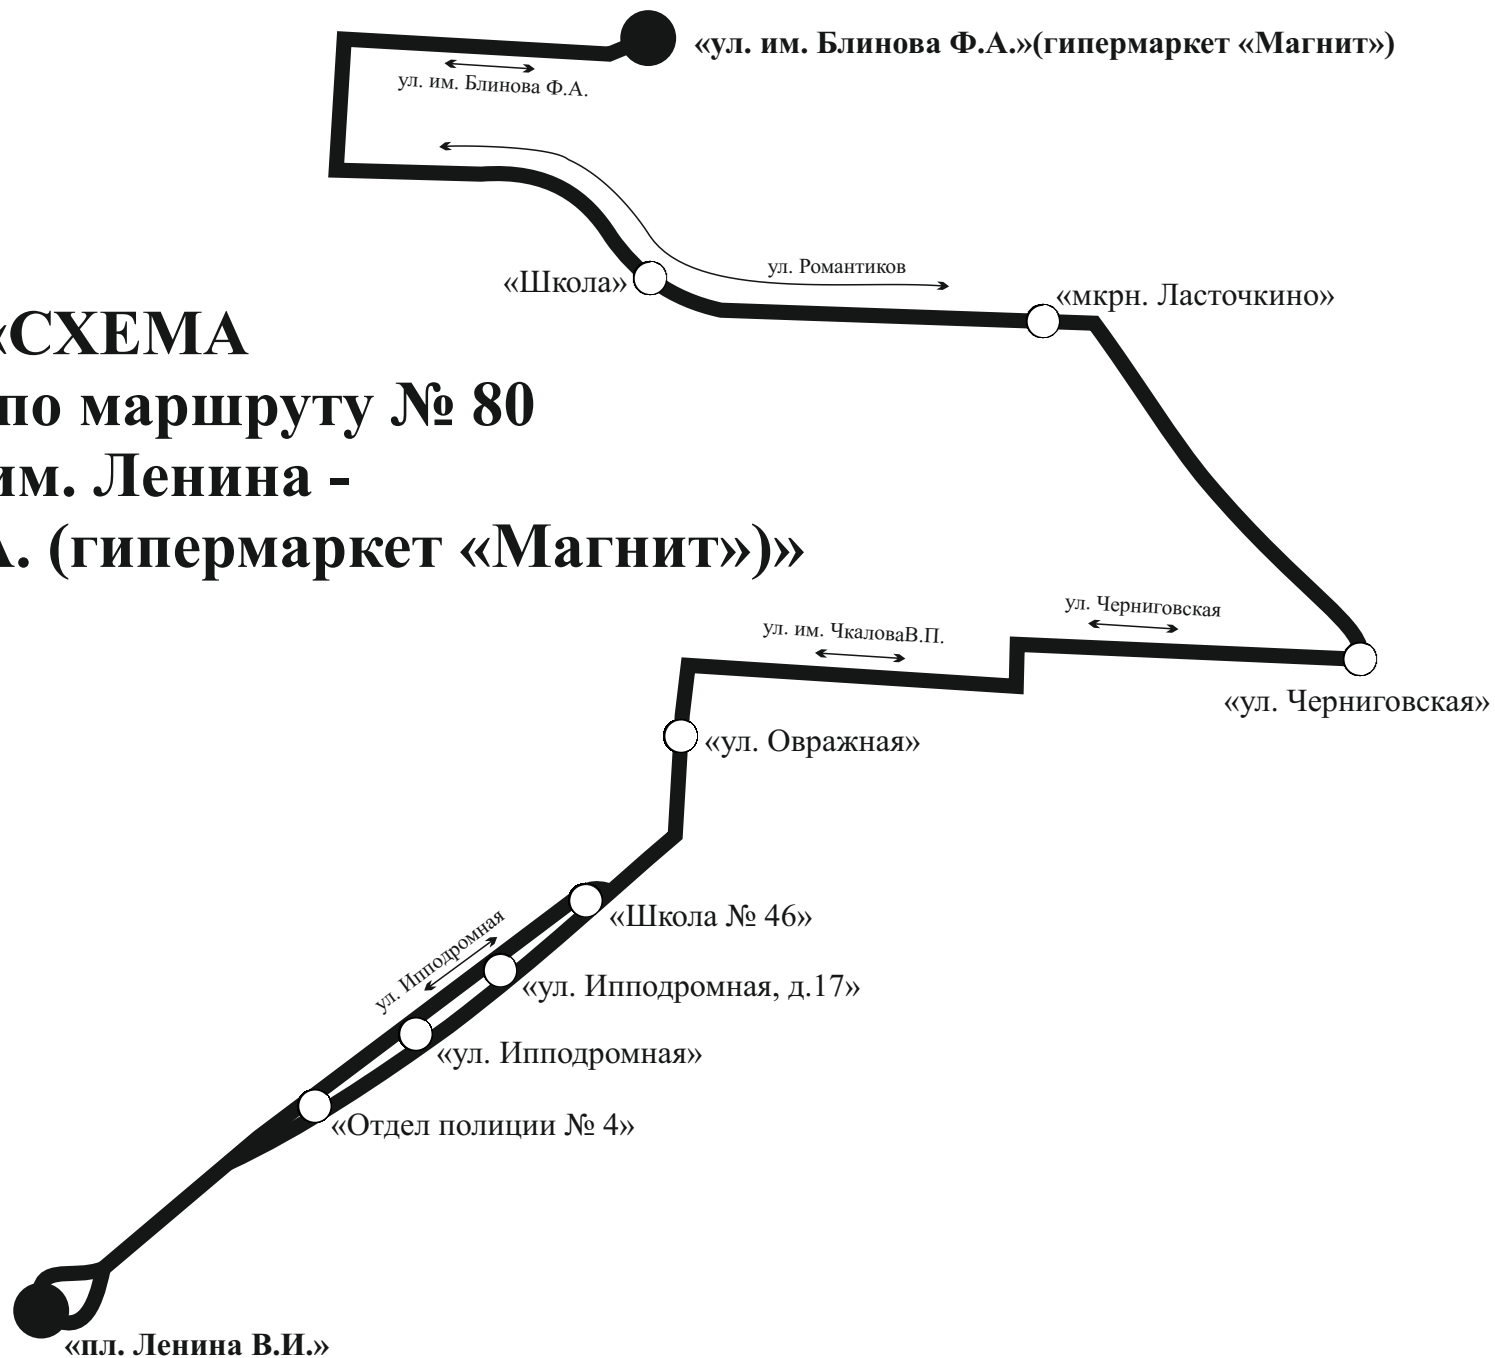 «ул. им. Блинова Ф.А.»(гипермаркет «Магнит»)
ул. им. Блинова Ф.А.
ул. Романтиков
«Школа»
«мкрн. Ласточкино»
«СХЕМА
по маршруту № 80
им. Ленина -
А. (гипермаркет «Магнит»)»
ул. Черниговская
ул. им. ЧкаловаВ.П.
«ул. Черниговская»
«ул. Овражная»
«Школа № 46»
ул. Ипподромная
«ул. Ипподромная, д.17»
«ул. Ипподромная»
«Отдел полиции № 4»
«пл. Ленина В.И.»